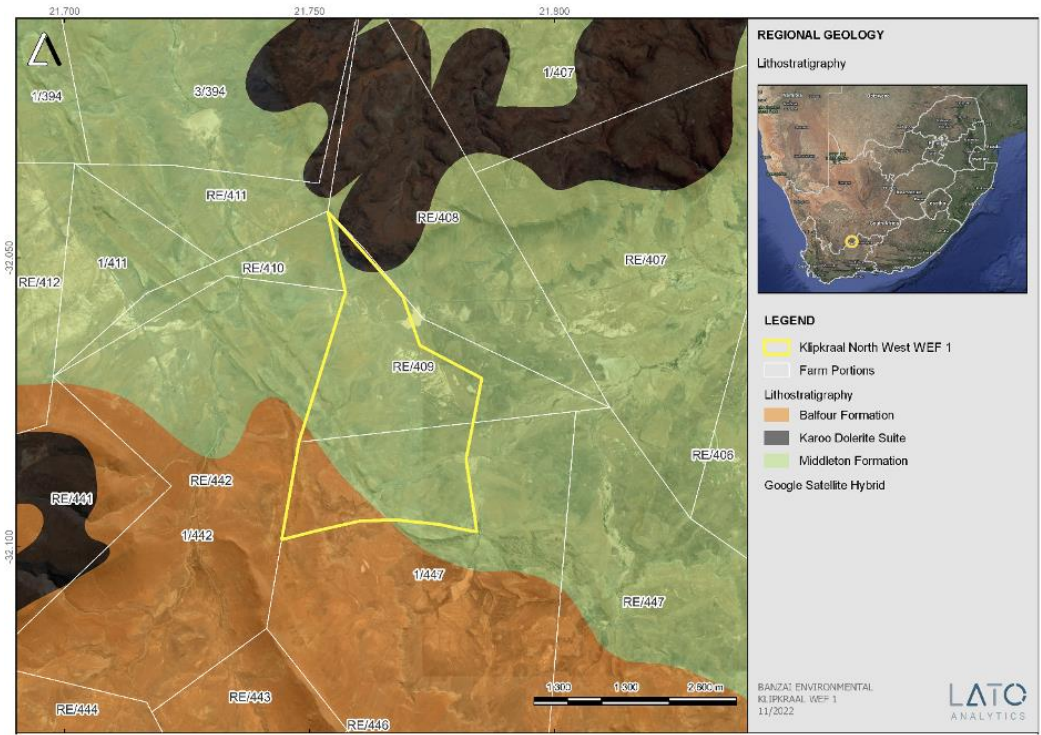 21.700
21.750
21.800
-32.050
-32.100
1/394
3/394
1/407
RE/411
RE/408
1/411
RE/410
RE/407
RE/412
RE/409
RE/406
RE/442
RE/441
1/442
1/447
RE/447
RE/443
RE/444
RE/446
1 300
1 300
2 600 m
REGIONAL GEOLOGY
Lithostratigraphy
LEGEND
Klipkraal North West WEF 1
Farm Portions
Lithostratigraphy
Balfour Formation
Karoo Dolerite Suite
Middleton Formation
Google Satellite Hybrid
BANZAI ENVIRONMENTAL
KLIPKRAAL WEF 1
11/2022
LATO
ANALYTICS